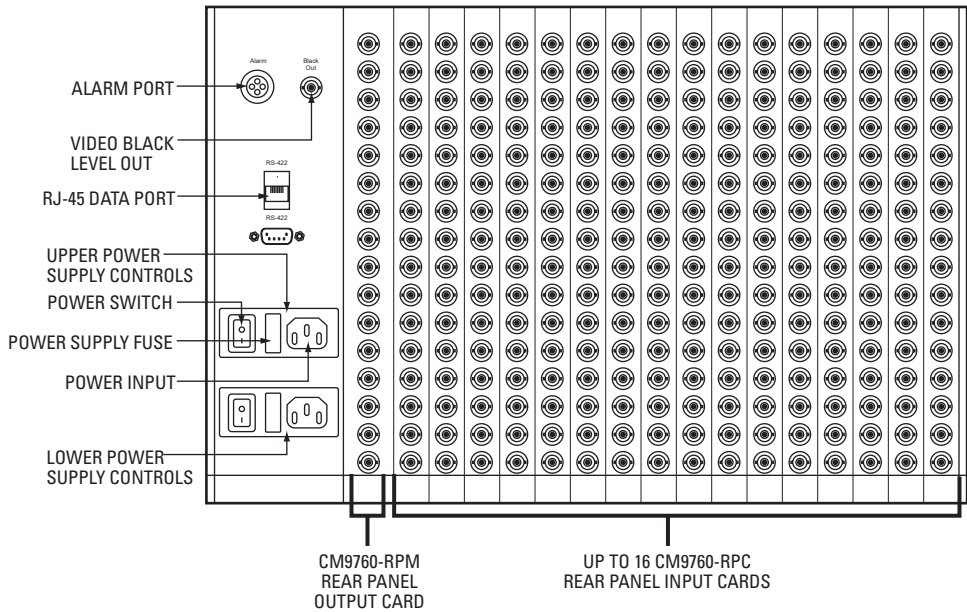 Alarm
Black
Out
ALARM PORT
VIDEO BLACK
LEVEL OUT
RS-422
RJ-45 DATA PORT
RS-422
UPPER POWER
SUPPLY CONTROLS
POWER SWITCH
POWER SUPPLY FUSE
POWER INPUT
LOWER POWER
SUPPLY CONTROLS
CM9760-RPM
REAR PANEL
OUTPUT CARD
UP TO 16 CM9760-RPC
REAR PANEL INPUT CARDS